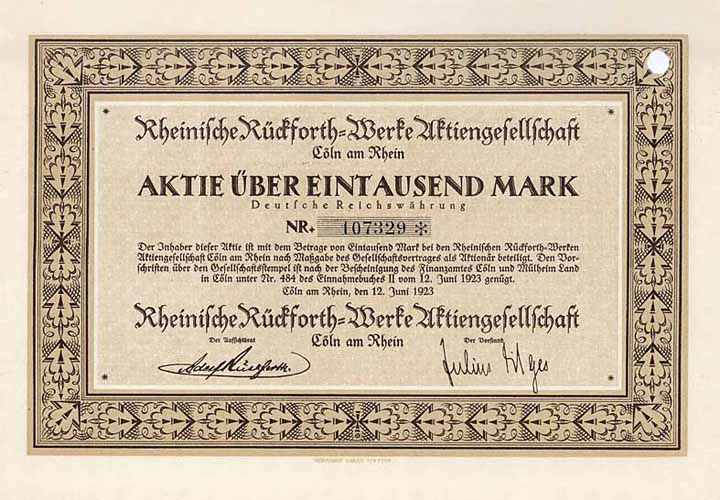 Rheinische Rückforth=Werke Aktiengesellschaft
Cöln am Rhein
AKTIE ÜBER EINTAUSEND MARK
Deutsche Reichswährung
NR. 107329 *
Der Inhaber dieser Aktie ist mit dem Betrage von Eintausend Mark bei den Rheinischen Rückforth-Werken
Aktiengesellschaft Cöln am Rhein nach Maßgabe des Gesellschaftsvertrages als Aktionär beteiligt. Den Vor-
schriften über den Gesellschaftsstempel ist nach der Bescheinigung des Finanzamtes Cöln und Mülheim Land
in Cöln unter Nr. 484 des Einnahmebuches II vom 12. Juni 1923 genügt.
Cöln am Rhein, den 12. Juni 1923
Rheinische Rückforth=Werke Aktiengesellschaft
Der Aufsichtsrat Cöln am Rhein Der Vorstand
Adolf Rückforth. Julius